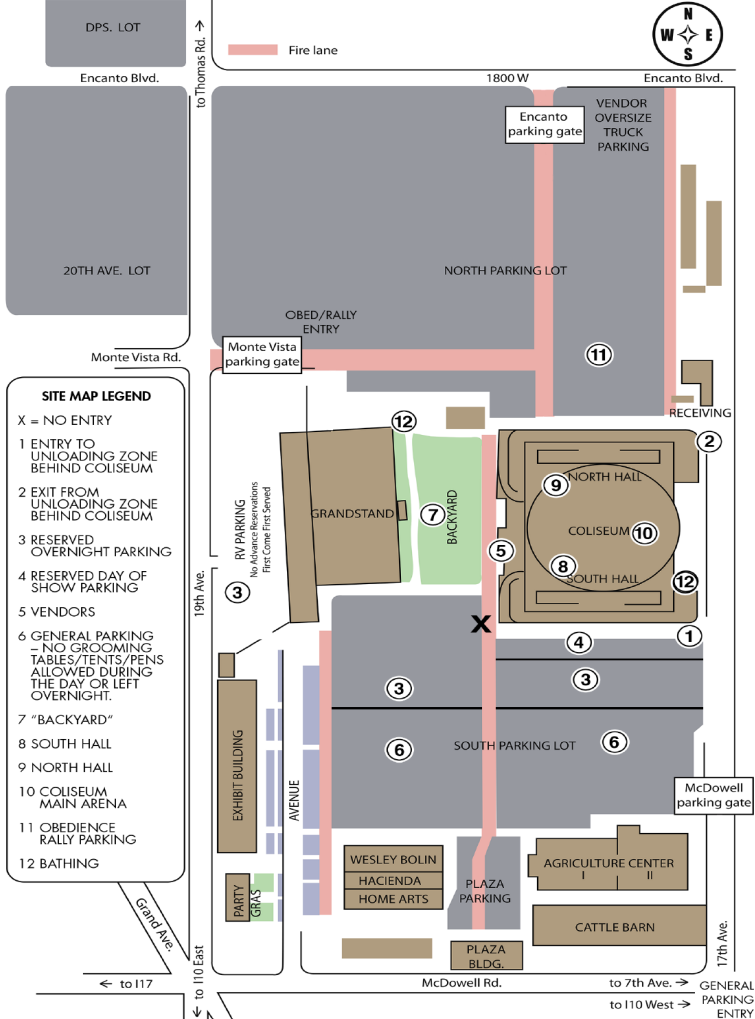 DPS. LOT
to Thomas Rd. →
Fire lane
N
W E
S
Encanto Blvd.
1800 W
Encanto Blvd.
Encanto
parking gate
VENDOR
OVERSIZE
TRUCK
PARKING
20TH AVE. LOT
NORTH PARKING LOT
OBED/RALLY
ENTRY
Monte Vista Rd.
Monte Vista
parking gate
11
RECEIVING
SITE MAP LEGEND
X = NO ENTRY
1 ENTRY TO
UNLOADING ZONE
BEHIND COLISEUM
2 EXIT FROM
UNLOADING ZONE
BEHIND COLISEUM
3 RESERVED
OVERNIGHT PARKING
4 RESERVED DAY OF
SHOW PARKING
5 VENDORS
6 GENERAL PARKING
– NO GROOMING
TABLES/TENTS/PENS
ALLOWED DURING
THE DAY OR LEFT
OVERNIGHT.
7 "BACKYARD"
8 SOUTH HALL
9 NORTH HALL
10 COLISEUM
MAIN ARENA
11 OBEDIENCE
RALLY PARKING
12 BATHING
12
2
RV PARKING
No Advance Reservations
First Come First Served
GRANDSTAND
7
BACKYARD
9
NORTH HALL
COLISEUM
10
5
8
SOUTH HALL
12
3
19th Ave.
X
4
1
3
3
6
SOUTH PARKING LOT
6
McDowell
parking gate
EXHIBIT BUILDING
AVENUE
WESLEY BOLIN
HACIENDA
HOME ARTS
PLAZA
PARKING
AGRICULTURE CENTER
I II
PARTY
GRAS
CATTLE BARN
PLAZA
BLDG.
17th Ave.
Grand Ave.
← to I17
← to I10 East
McDowell Rd.
to 7th Ave. →
to I10 West →
GENERAL
PARKING
ENTRY